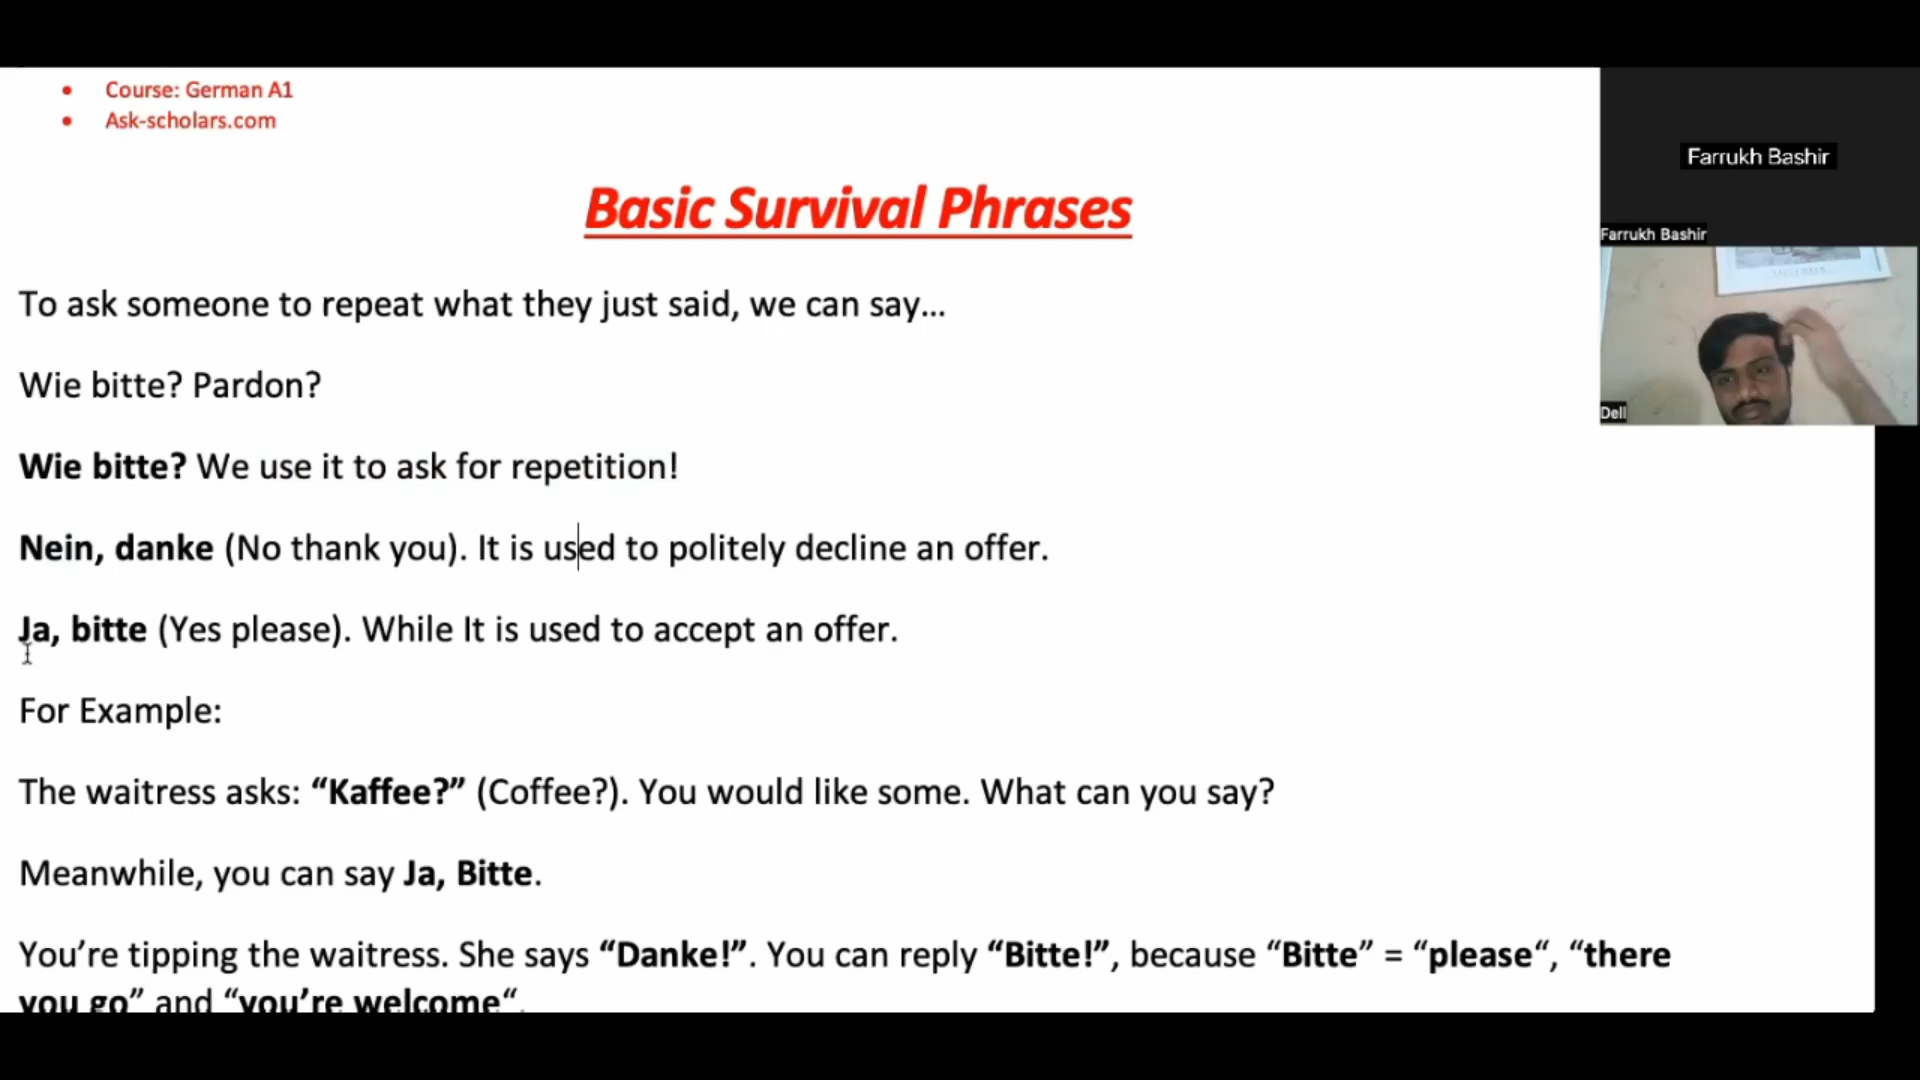 Course: German A1
Ask-scholars.com
Basic Survival Phrases
To ask someone to repeat what they just said, we can say...
Wie bitte? Pardon?
Wie bitte? We use it to ask for repetition!
Nein, danke (No thank you). It is used to politely decline an offer.
Ja, bitte (Yes please). While It is used to accept an offer.
For Example:
The waitress asks: “Kaffee?” (Coffee?). You would like some. What can you say?
Meanwhile, you can say Ja, Bitte.
You’re tipping the waitress. She says “Danke!”. You can reply “Bitte!”, because “Bitte” = “please“, “there
you go” and “you’re welcome“.
Farrukh Bashir
Farrukh Bashir
Dell